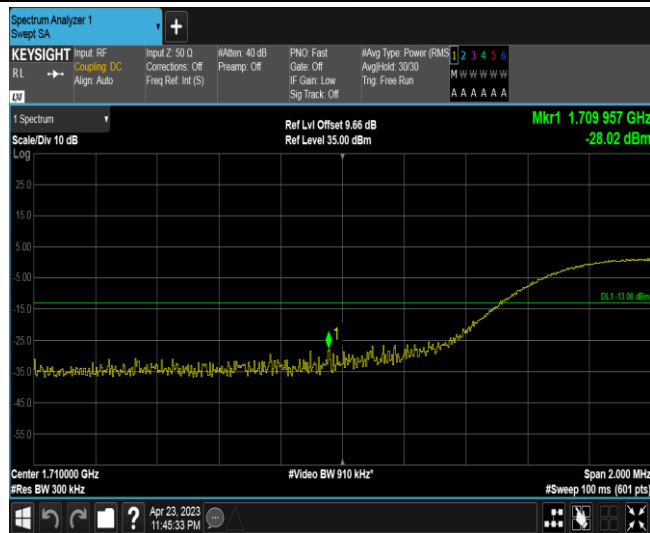 Spectrum Analyzer 1
Swept SA
+
KEYSIGHT
RL
LXI
Input: RF
Coupling: DC
Align: Auto
Input Z: 50 Ω
Corrections: Off
Freq Ref: Int (S)
#Atten: 40 dB
Preamp: Off
PNO: Fast
Gate: Off
IF Gain: Low
Sig Track: Off
#Avg Type: Power (RMS
Avg|Hold: 30/30
Trig: Free Run
1 2 3 4 5 6
M W W W W W
A A A A A A
1 Spectrum
Scale/Div 10 dB
Log
Ref Lvl Offset 9.66 dB
Ref Level 35.00 dBm
Mkr1 1.709 957 GHz
-28.02 dBm
25.0
15.0
5.00
-5.00
-15.0
-25.0
-35.0
-45.0
-55.0
DL1 -13.00 dBm
1
Center 1.710000 GHz
#Res BW 300 kHz
#Video BW 910 kHz*
Span 2.000 MHz
#Sweep 100 ms (601 pts)
?
Apr 23, 2023
11:45:33 PM